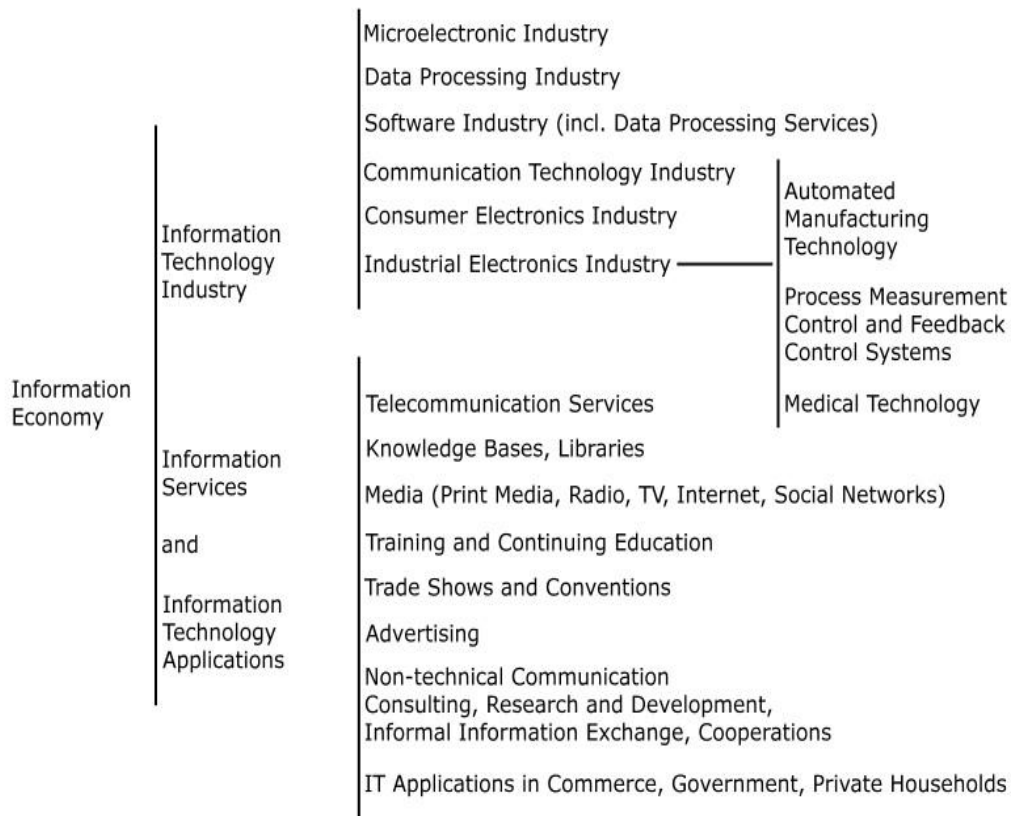 Information
Economy
Information
Technology
Industry
Information
Services
and
Information
Technology
Applications
Microelectronic Industry
Data Processing Industry
Software Industry (incl. Data Processing Services)
Communication Technology Industry
Consumer Electronics Industry
Industrial Electronics Industry
Automated
Manufacturing
Technology
Process Measurement
Control and Feedback
Control Systems
Medical Technology
Telecommunication Services
Knowledge Bases, Libraries
Media (Print Media, Radio, TV, Internet, Social Networks)
Training and Continuing Education
Trade Shows and Conventions
Advertising
Non-technical Communication
Consulting, Research and Development,
Informal Information Exchange, Cooperations
IT Applications in Commerce, Government, Private Households